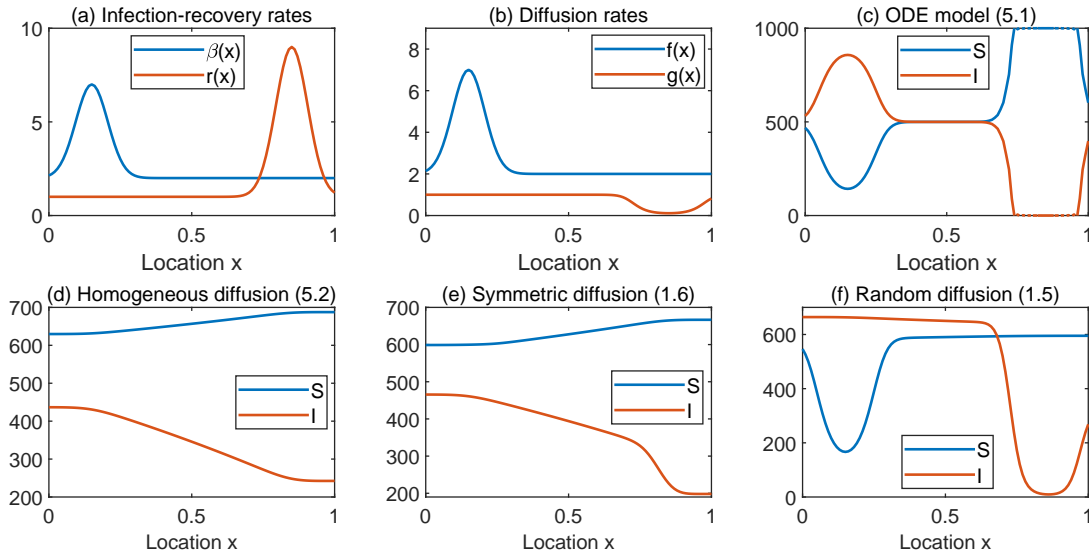 (a) Infection-recovery rates
10
5
0
β(x)
r(x)
0
0.5
1
Location x
(b) Diffusion rates
8
6
4
2
0
f(x)
g(x)
0
0.5
1
Location x
(c) ODE model (5.1)
1000
500
0
S
I
0
0.5
1
Location x
(d) Homogeneous diffusion (5.2)
700
600
500
400
300
200
S
I
0
0.5
1
Location x
(e) Symmetric diffusion (1.6)
700
600
500
400
300
200
S
I
0
0.5
1
Location x
(f) Random diffusion (1.5)
600
400
200
0
S
I
0
0.5
1
Location x